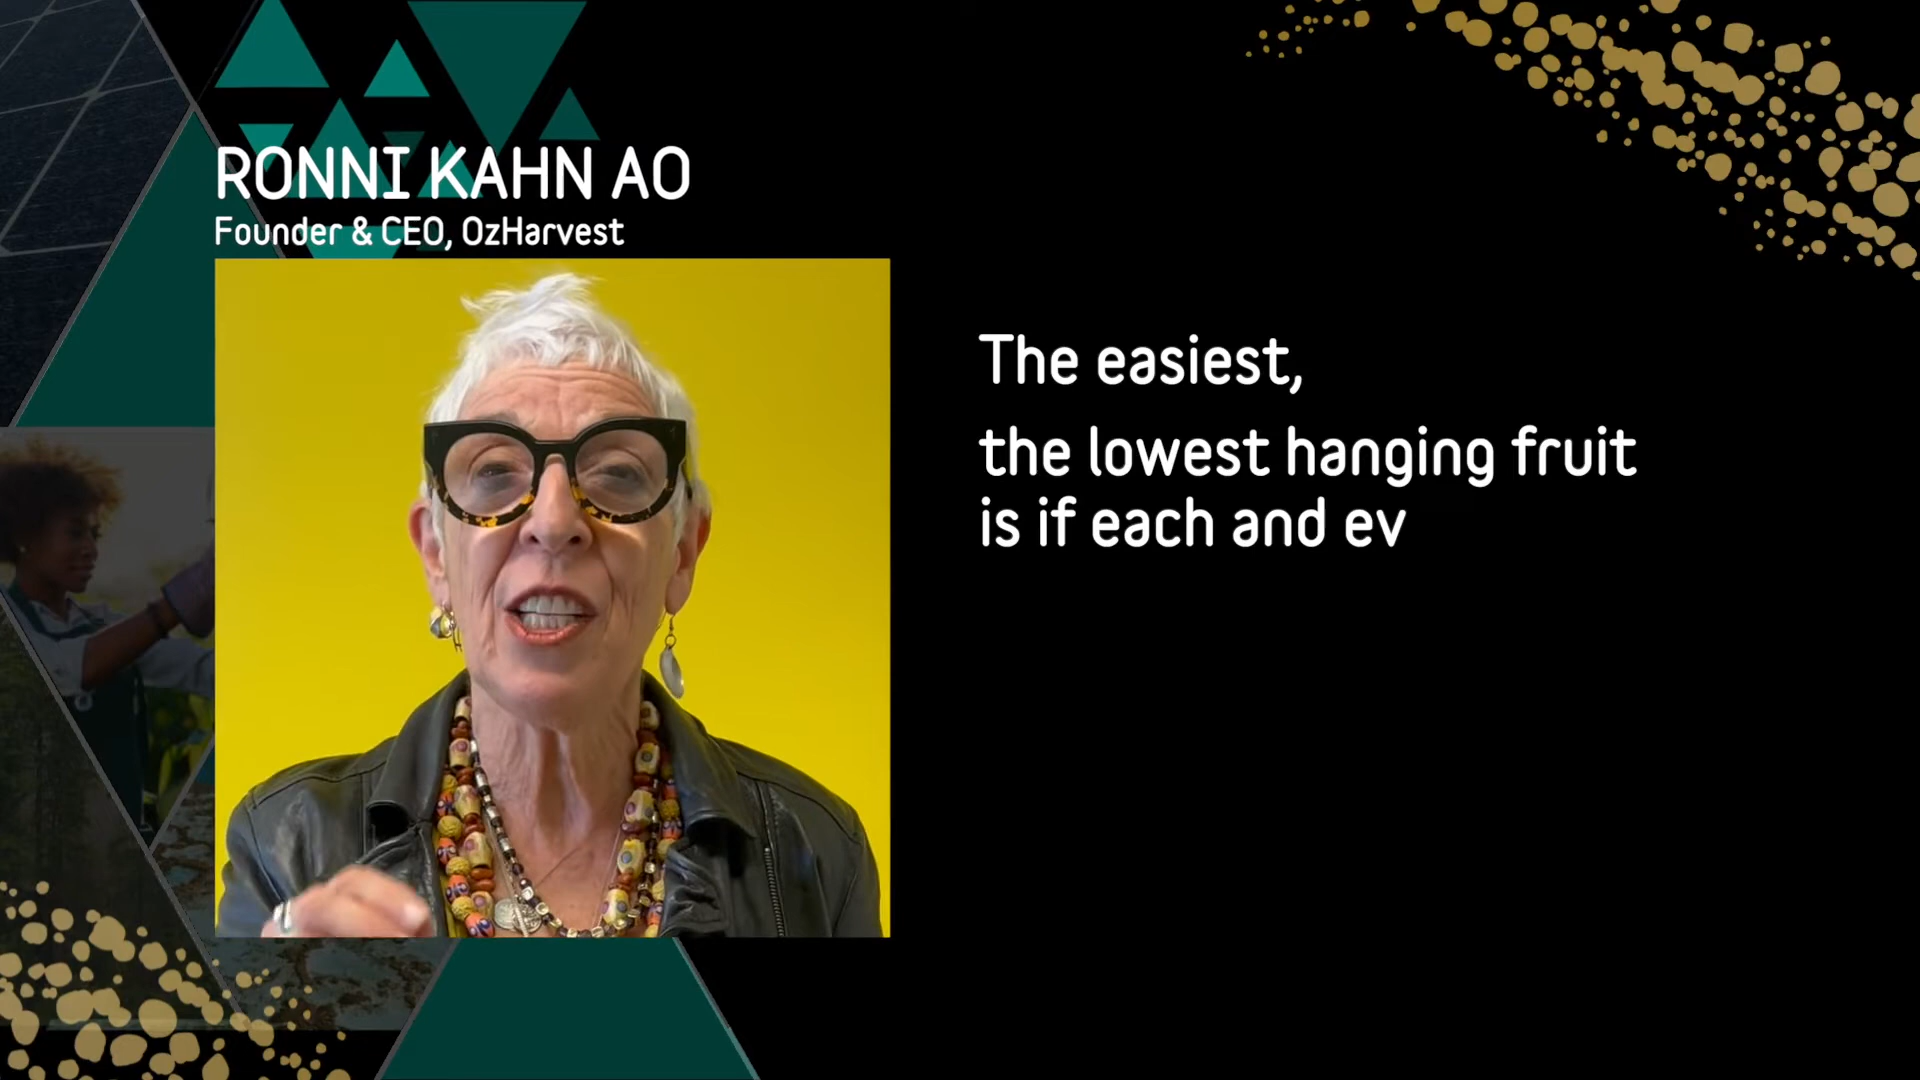 RONNI KAHN AO
Founder & CEO, OzHarvest
The easiest,
the lowest hanging fruit
is if each and ev